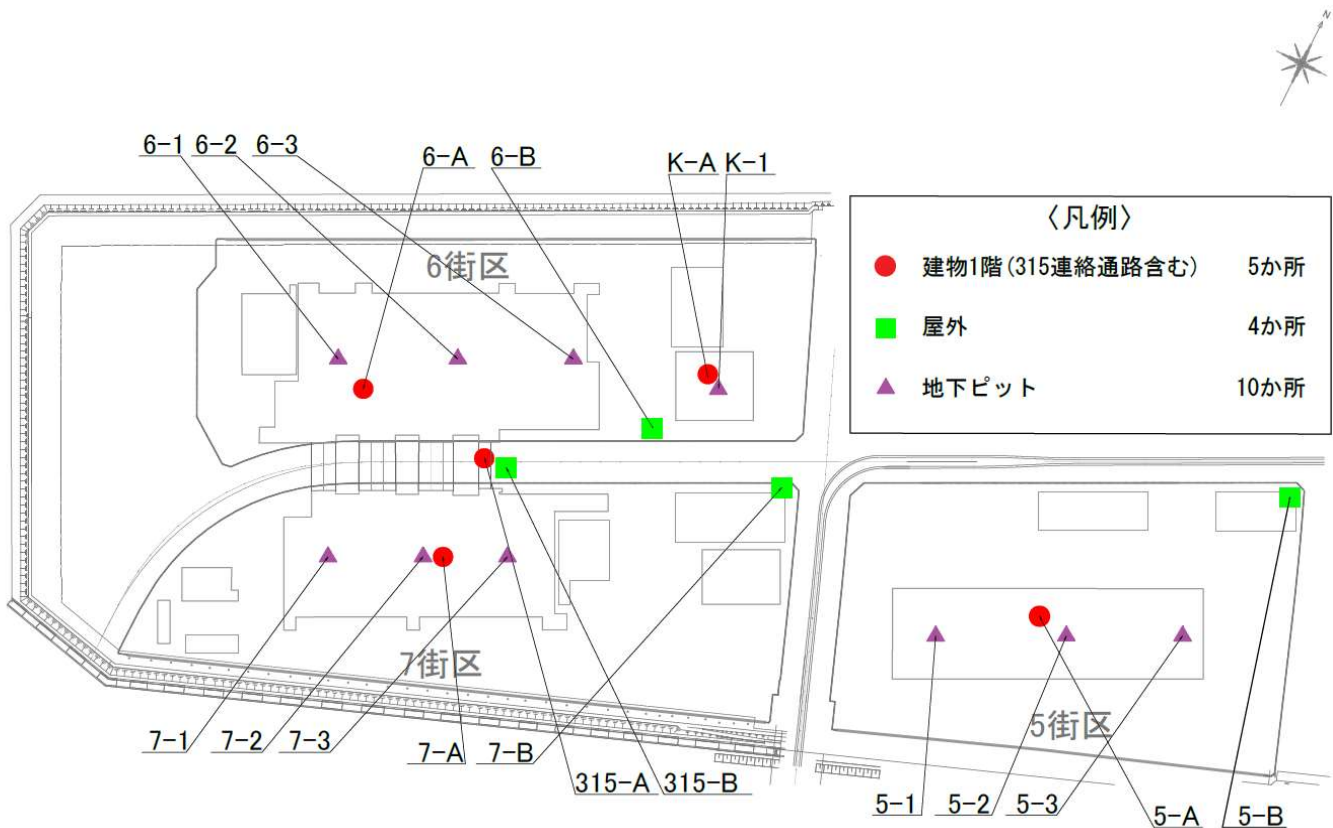 N
6-1 6-2 6-3 6-A 6-B K-A K-1
〈凡例〉
建物1階(315連絡通路含む) 5か所
屋外 4か所
地下ピット 10か所
6街区
7街区
5街区
7-1 7-2 7-3 7-A 7-B
315-A 315-B
5-1 5-2 5-3 5-A 5-B